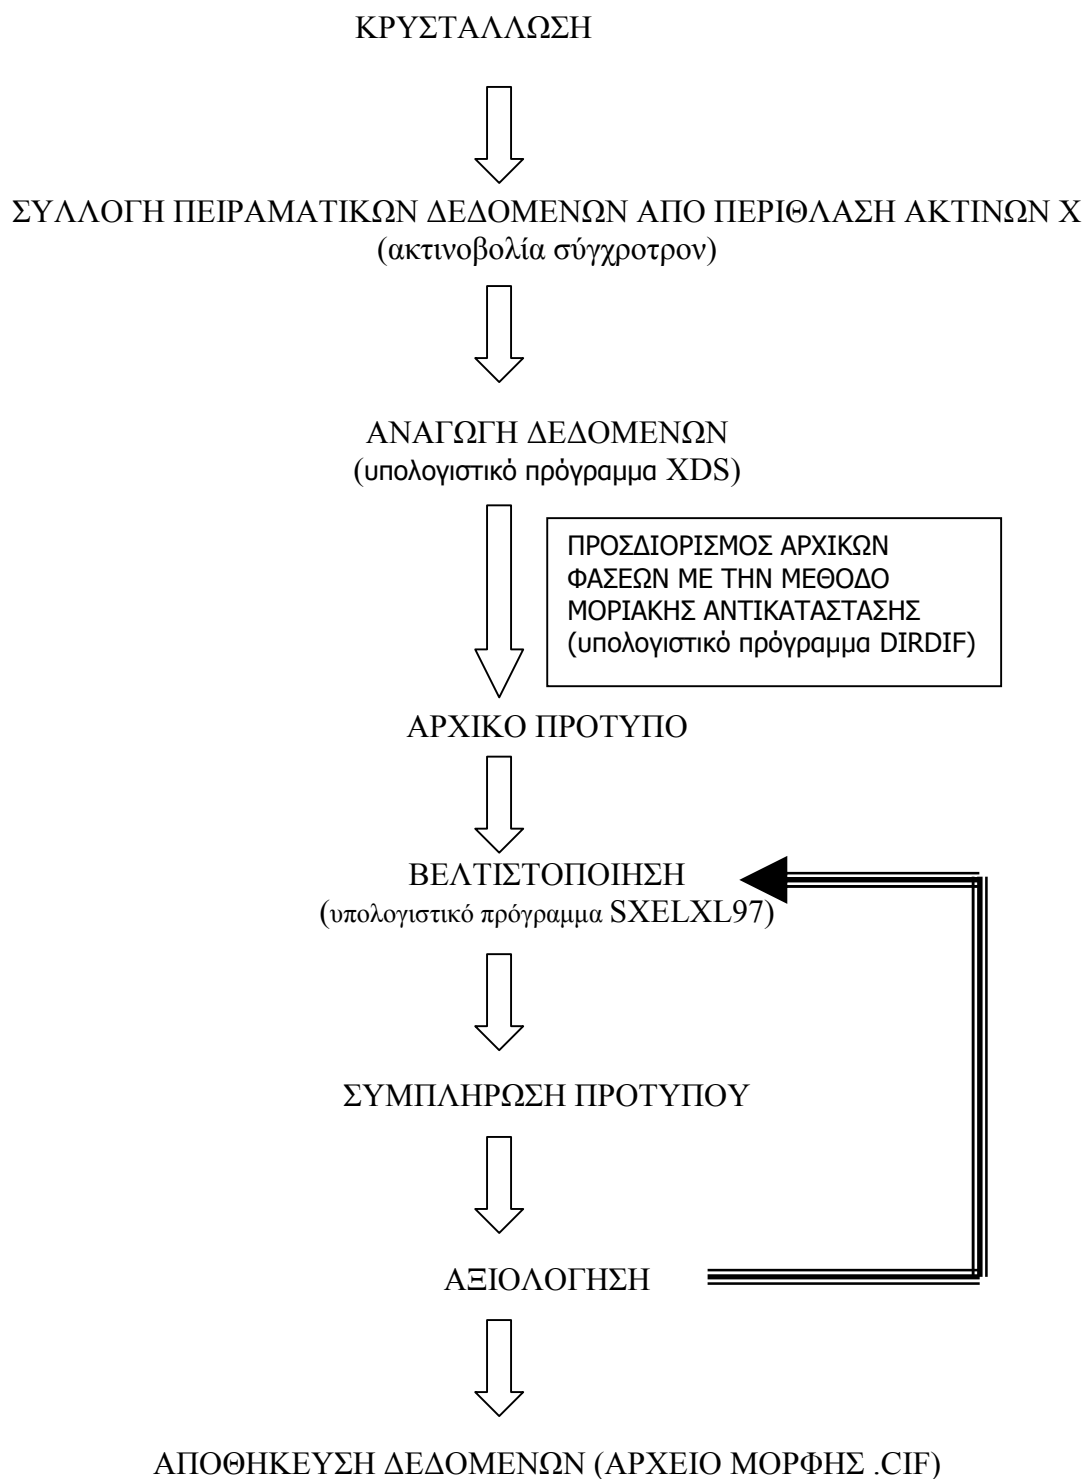 ΚΡΥΣΤΑΛΛΩΣΗ
ΣΥΛΛΟΓΗ ΠΕΙΡΑΜΑΤΙΚΩΝ ΔΕΔΟΜΕΝΩΝ ΑΠΟ ΠΕΡΙΘΛΑΣΗ ΑΚΤΙΝΩΝ Χ
(ακτινοβολία σύγχροτρον)
ΑΝΑΓΩΓΗ ΔΕΔΟΜΕΝΩΝ
(υπολογιστικό πρόγραμμα XDS)
ΠΡΟΣΔΙΟΡΙΣΜΟΣ ΑΡΧΙΚΩΝ
ΦΑΣΕΩΝ ΜΕ ΤΗΝ ΜΕΘΟΔΟ
ΜΟΡΙΑΚΗΣ ΑΝΤΙΚΑΤΑΣΤΑΣΗΣ
(υπολογιστικό πρόγραμμα DIRDIF)
ΑΡΧΙΚΟ ΠΡΟΤΥΠΟ
ΒΕΛΤΙΣΤΟΠΟΙΗΣΗ
(υπολογιστικό πρόγραμμα SXELXL97)
ΣΥΜΠΛΗΡΩΣΗ ΠΡΟΤΥΠΟΥ
ΑΞΙΟΛΟΓΗΣΗ
ΑΠΟΘΗΚΕΥΣΗ ΔΕΔΟΜΕΝΩΝ (ΑΡΧΕΙΟ ΜΟΡΦΗΣ .CIF)